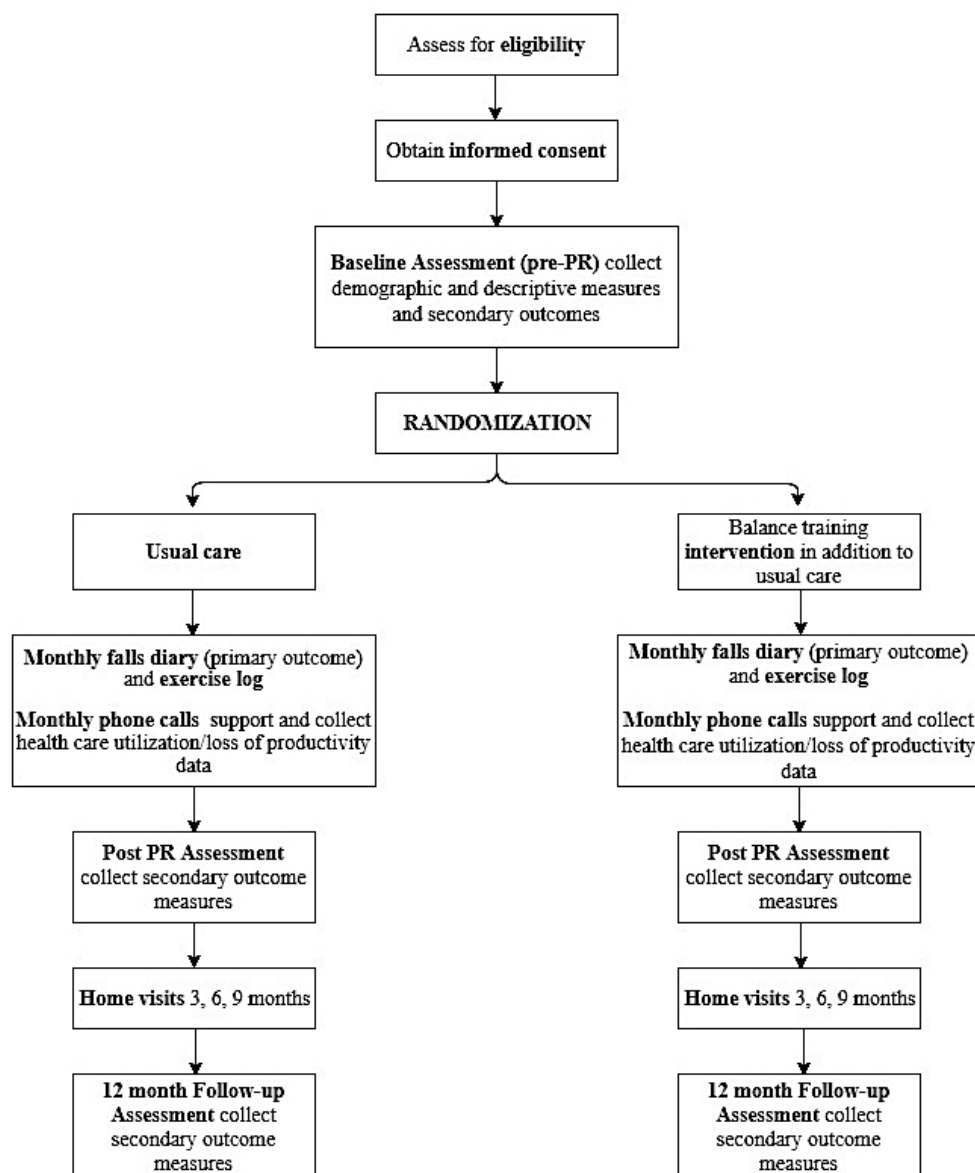 Assess for eligibility
Obtain informed consent
Baseline Assessment (pre-PR) collect
demographic and descriptive measures
and secondary outcomes
RANDOMIZATION
Usual care
Balance training
intervention in addition to
usual care
Monthly falls diary (primary outcome)
and exercise log
Monthly phone calls support and collect
health care utilization/loss of productivity
data
Monthly falls diary (primary outcome)
and exercise log
Monthly phone calls support and collect
health care utilization/loss of productivity
data
Post PR Assessment
collect secondary outcome
measures
Post PR Assessment
collect secondary outcome
measures
Home visits 3, 6, 9 months
Home visits 3, 6, 9 months
12 month Follow-up
Assessment collect
secondary outcome
measures
12 month Follow-up
Assessment collect
secondary outcome
measures